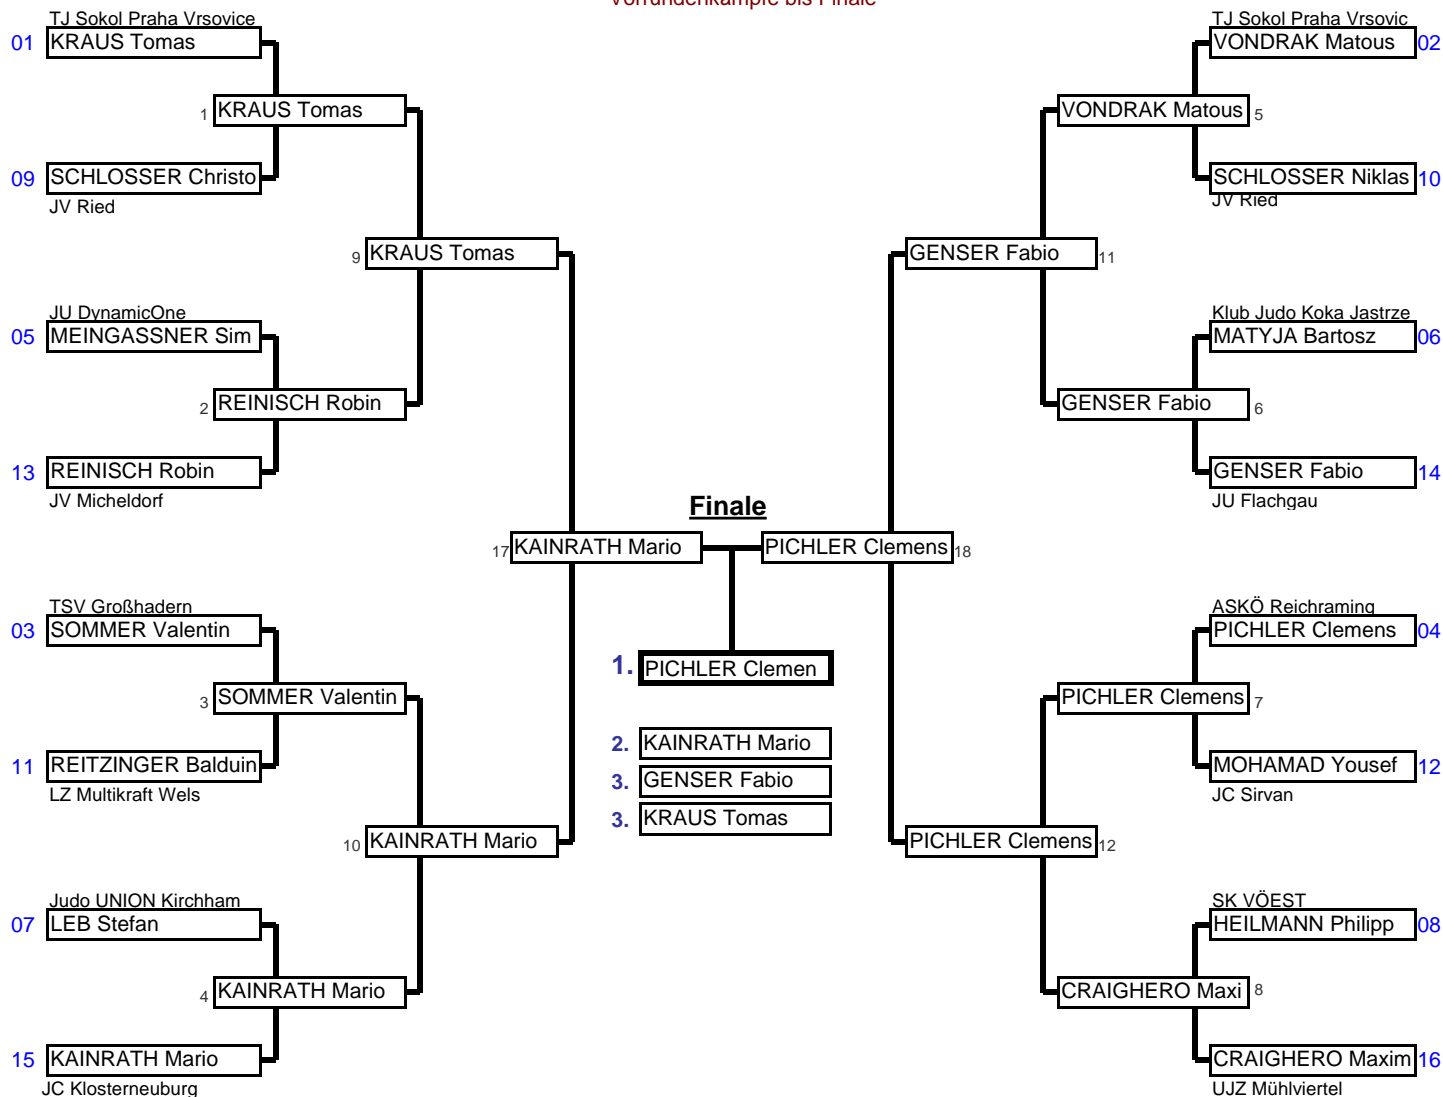 Vorrundenkämpfe bis Finale
TJ Sokol Praha Vrsovice
01 KRAUS Tomas
1 KRAUS Tomas
09 SCHLOSSER Christo
JV Ried
9 KRAUS Tomas
JU DynamicOne
05 MEINGASSNER Sim
2 REINISCH Robin
13 REINISCH Robin
JV Micheldorf
17 KAINRATH Mario
TSV Großhadern
03 SOMMER Valentin
3 SOMMER Valentin
11 REITZINGER Balduin
LZ Multikraft Wels
10 KAINRATH Mario
Judo UNION Kirchham
07 LEB Stefan
4 KAINRATH Mario
15 KAINRATH Mario
JC Klosterneuburg
Finale
1. PICHLER Clemen
2. KAINRATH Mario
3. GENSER Fabio
3. KRAUS Tomas
TJ Sokol Praha Vrsovic
VONDRAK Matous 02
VONDRAK Matous 5
SCHLOSSER Niklas 10
JV Ried
GENSER Fabio 11
Klub Judo Koka Jastrze
MATYJA Bartosz 06
GENSER Fabio 6
GENSER Fabio 14
JU Flachgau
PICHLER Clemens 18
ASKÖ Reichraming
PICHLER Clemens 04
PICHLER Clemens 7
MOHAMAD Yousef 12
JC Sirvan
PICHLER Clemens 12
SK VÖEST
HEILMANN Philipp 08
CRAIGHERO Maxi 8
CRAIGHERO Maxim 16
UJZ Mühlviertel